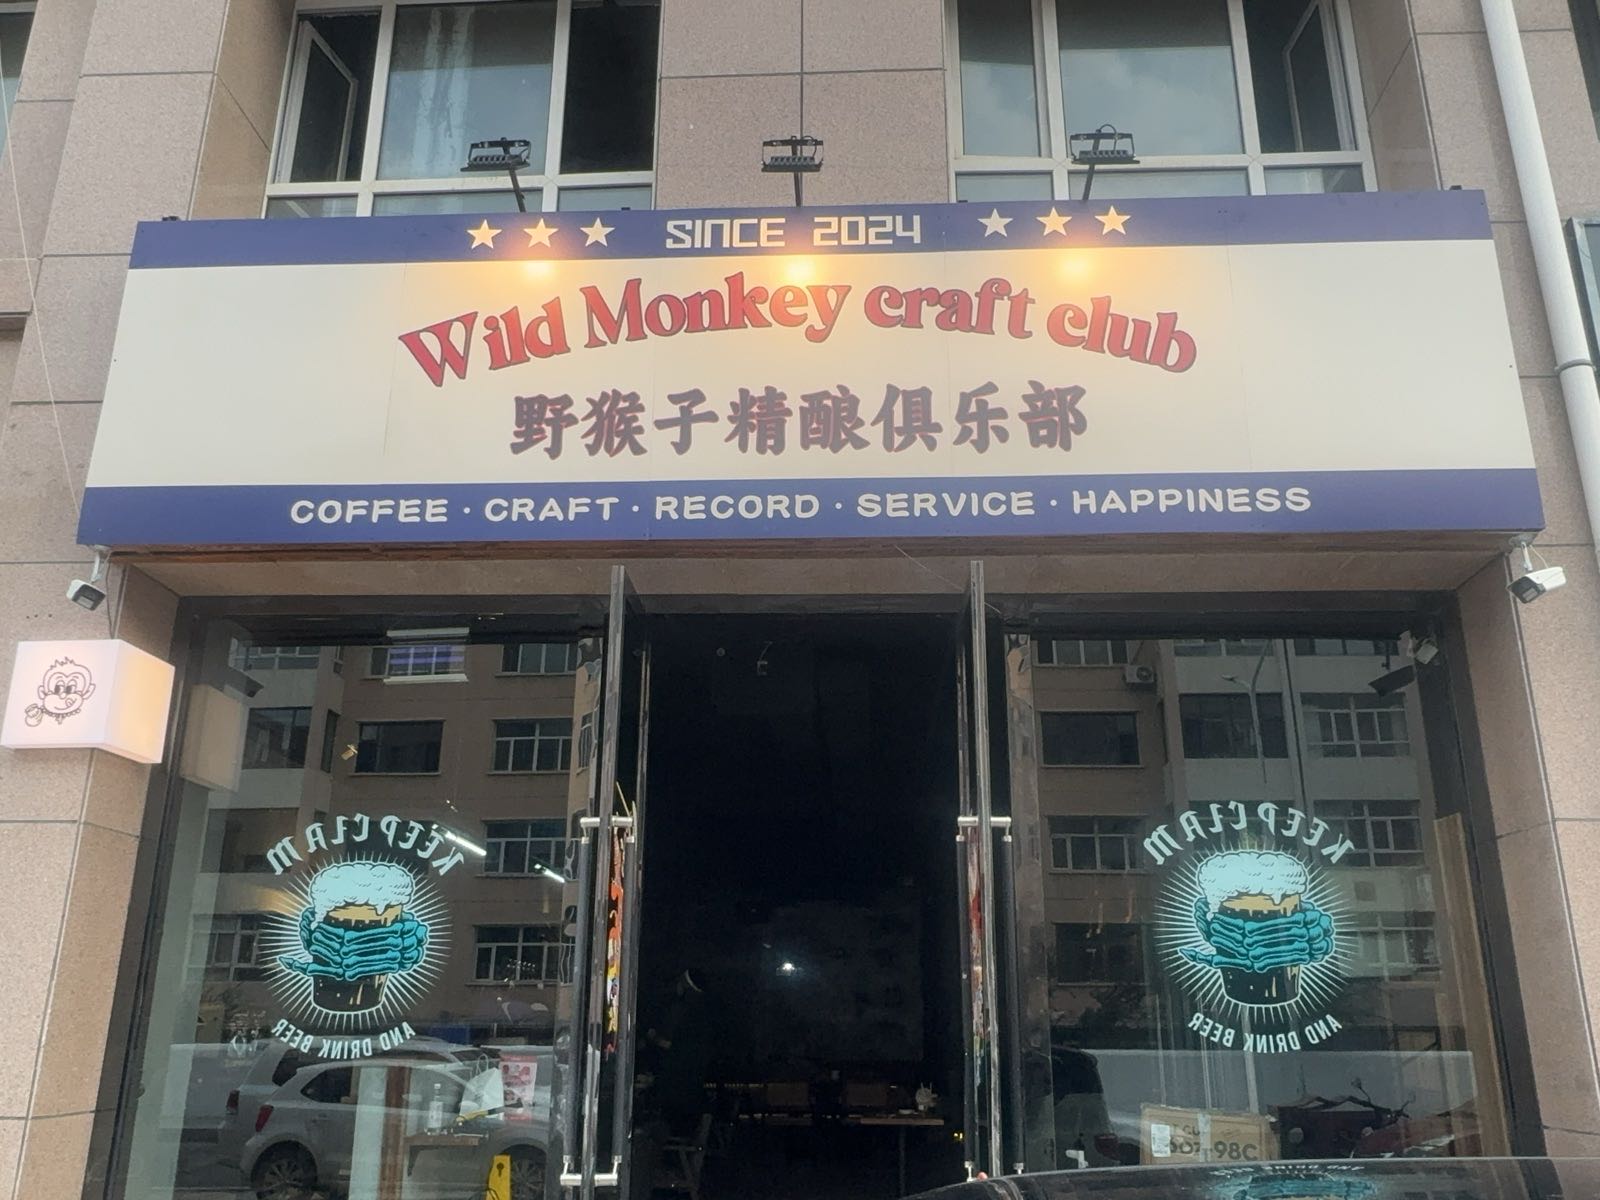 SINCE 2024
Wild Monkey craft club
野猴子精酿俱乐部
COFFEE · CRAFT · RECORD · SERVICE · HAPPINESS
KEEP CLAM
AND DRINK BEER
KEEP CLAM
AND DRINK BEER